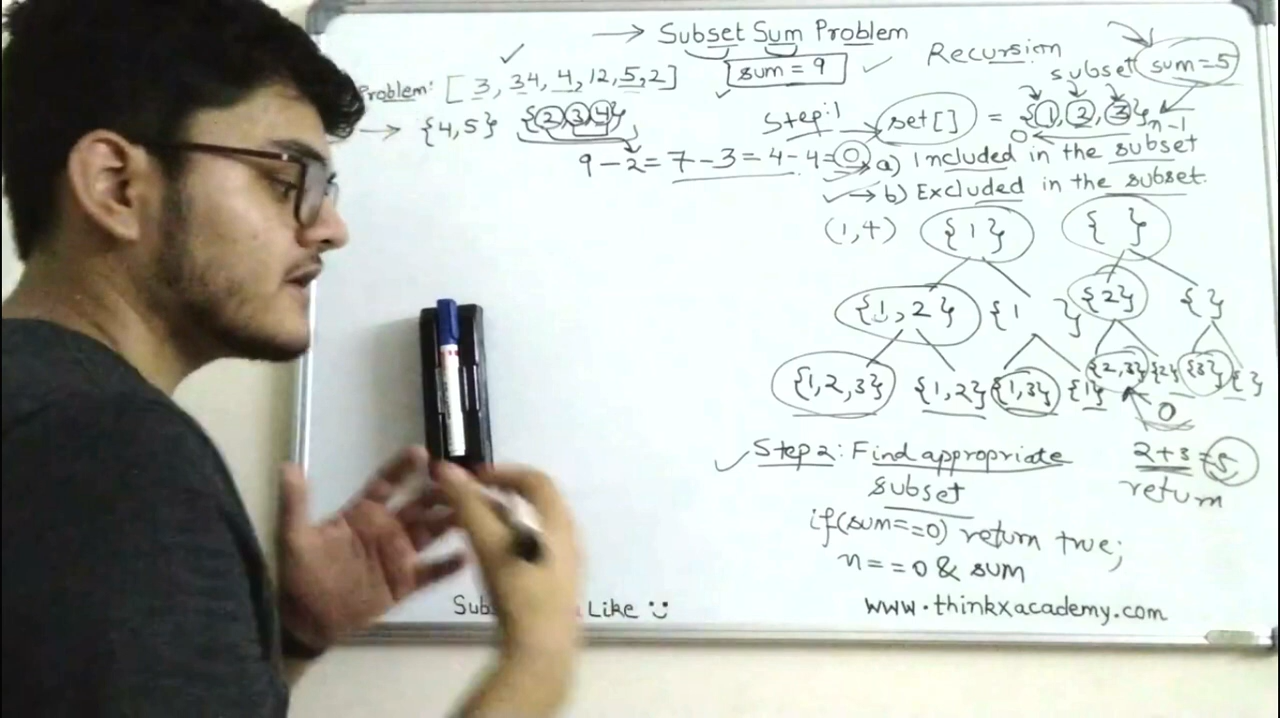 → Subset Sum Problem
Problem: [ 3, 34, 4, 12, 5, 2 ]
sum = 9
Recursion
sum=5
→ {4,5} {2,3,4}
9-2=7-3=4-4=0
Step:1
set[] = {1, 2, 3}
subset
0
n-1
a) Included in the subset
→ b) Excluded in the subset.
(1,4)
{1} { }
{1,2} {1 } {2} { }
{1,2,3} {1,2} {1,3} {1} {2,3} {2} {3} { }
0
2+3=5
return
Step2: Find appropriate
subset
if(sum==0) return true;
n==0 & sum
Like :)
www.thinkxacademy.com